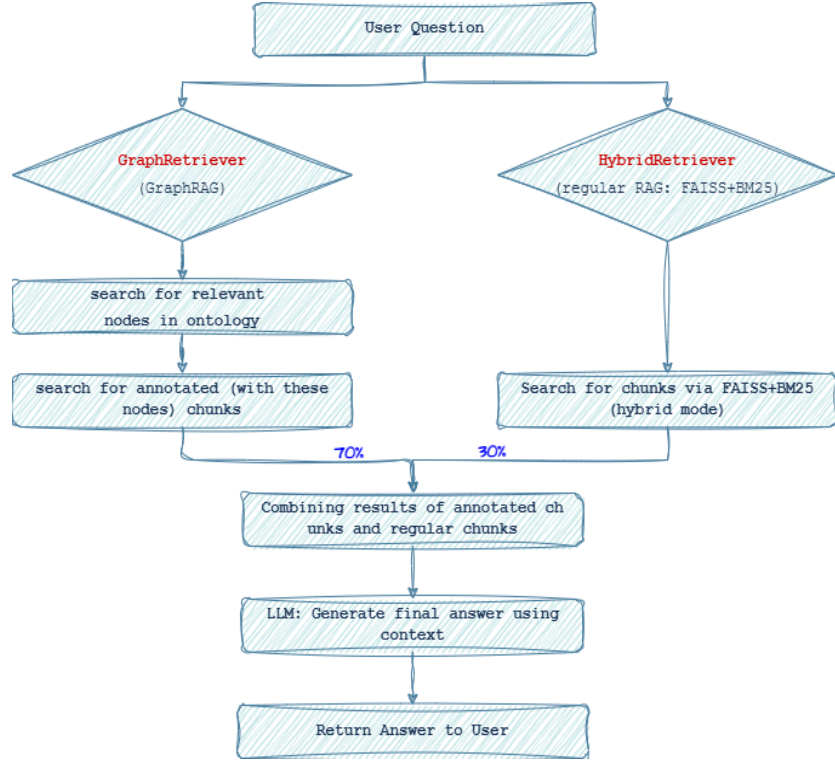 User Question
GraphRetriever
(GraphRAG)
HybridRetriever
(regular RAG: FAISS+BM25)
search for relevant
nodes in ontology
search for annotated (with these
nodes) chunks
Search for chunks via FAISS+BM25
(hybrid mode)
70%
30%
Combining results of annotated ch
unks and regular chunks
LLM: Generate final answer using
context
Return Answer to User